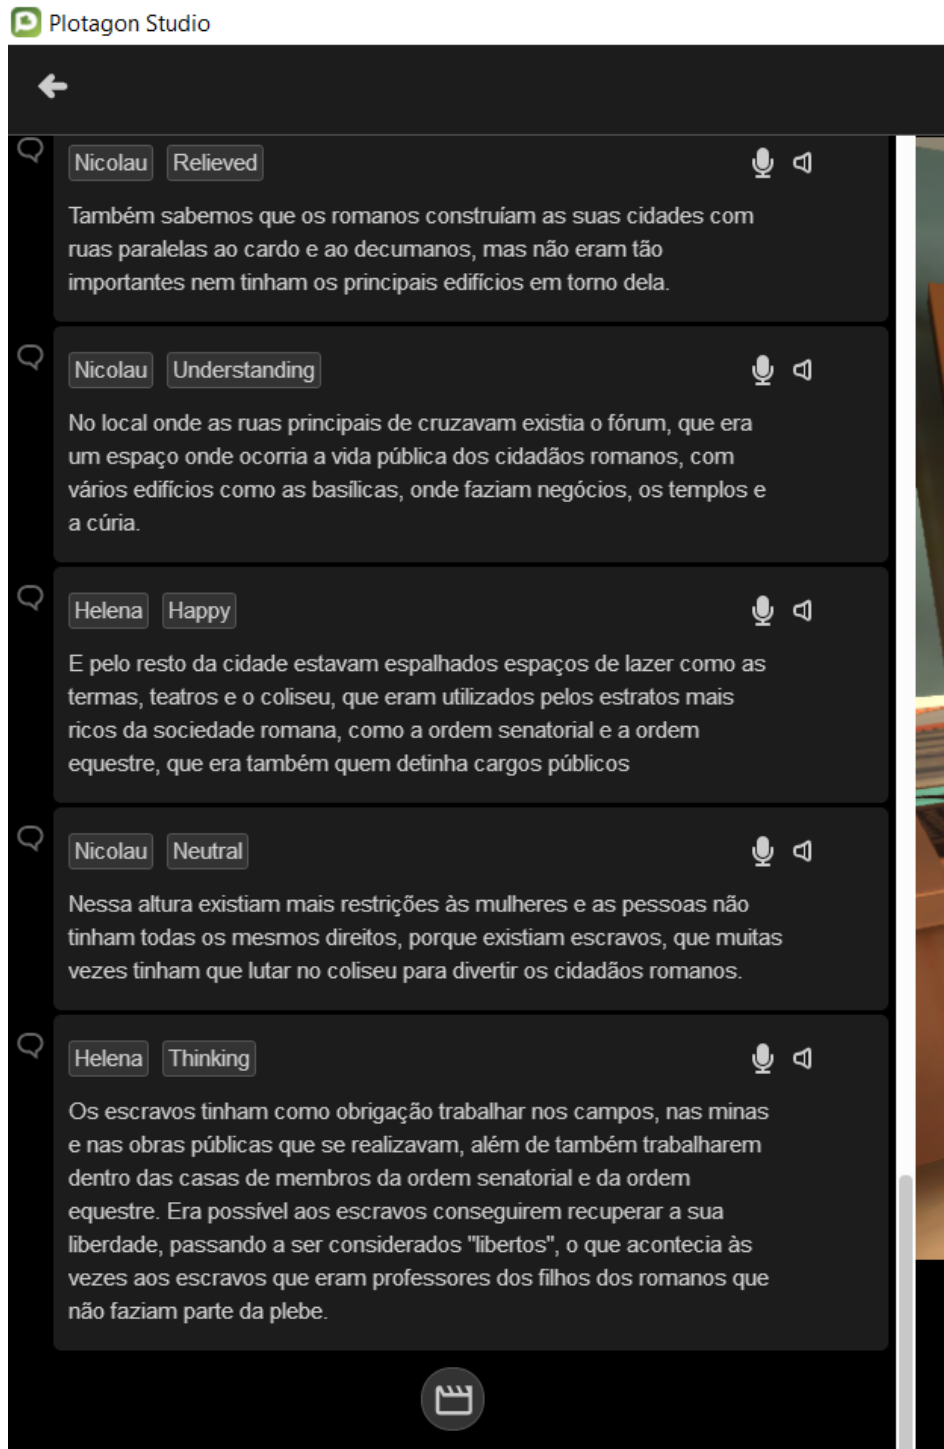 Plotagon Studio
Nicolau Relieved
Também sabemos que os romanos construíam as suas cidades com
ruas paralelas ao cardo e ao decumanos, mas não eram tão
importantes nem tinham os principais edifícios em torno dela.
Nicolau Understanding
No local onde as ruas principais de cruzavam existia o fórum, que era
um espaço onde ocorria a vida pública dos cidadãos romanos, com
vários edifícios como as basílicas, onde faziam negócios, os templos e
a cúria.
Helena Happy
E pelo resto da cidade estavam espalhados espaços de lazer como as
termas, teatros e o coliseu, que eram utilizados pelos estratos mais
ricos da sociedade romana, como a ordem senatorial e a ordem
equestre, que era também quem detinha cargos públicos
Nicolau Neutral
Nessa altura existiam mais restrições às mulheres e as pessoas não
tinham todas os mesmos direitos, porque existiam escravos, que muitas
vezes tinham que lutar no coliseu para divertir os cidadãos romanos.
Helena Thinking
Os escravos tinham como obrigação trabalhar nos campos, nas minas
e nas obras públicas que se realizavam, além de também trabalharem
dentro das casas de membros da ordem senatorial e da ordem
equestre. Era possível aos escravos conseguirem recuperar a sua
liberdade, passando a ser considerados "libertos", o que acontecia às
vezes aos escravos que eram professores dos filhos dos romanos que
não faziam parte da plebe.